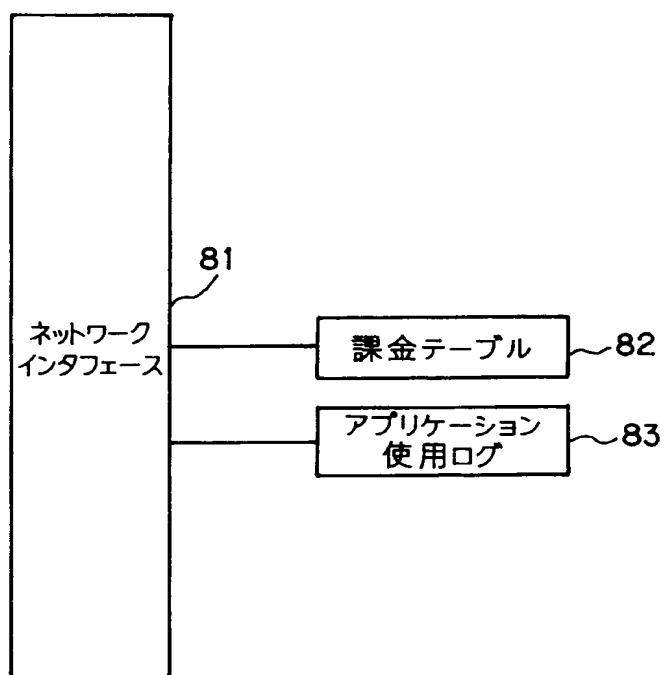 81
ネットワーク
インタフェース
課金テーブル
82
アプリケーション
使用ログ
83